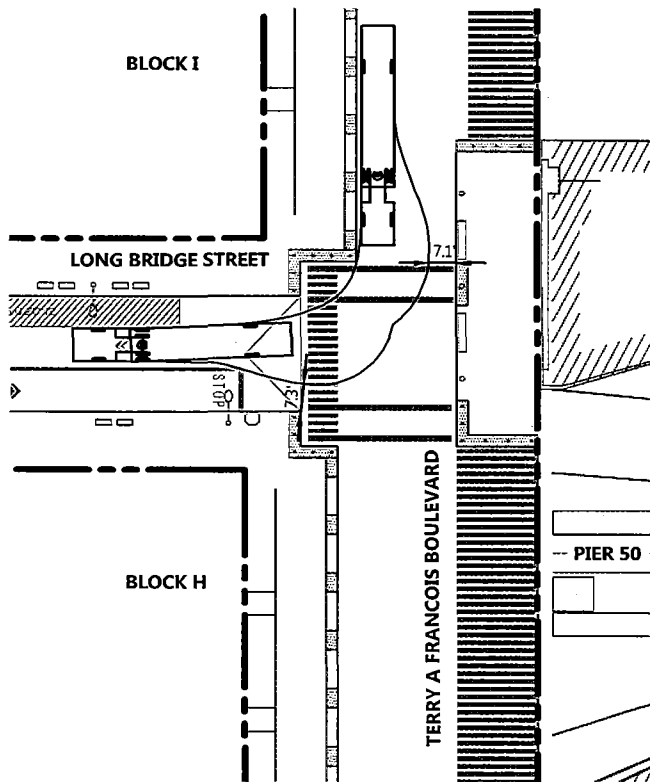 BLOCK I
LONG BRIDGE STREET
7.1'
STOP
7.3'
TERRY A FRANCOIS BOULEVARD
PIER 50
BLOCK H